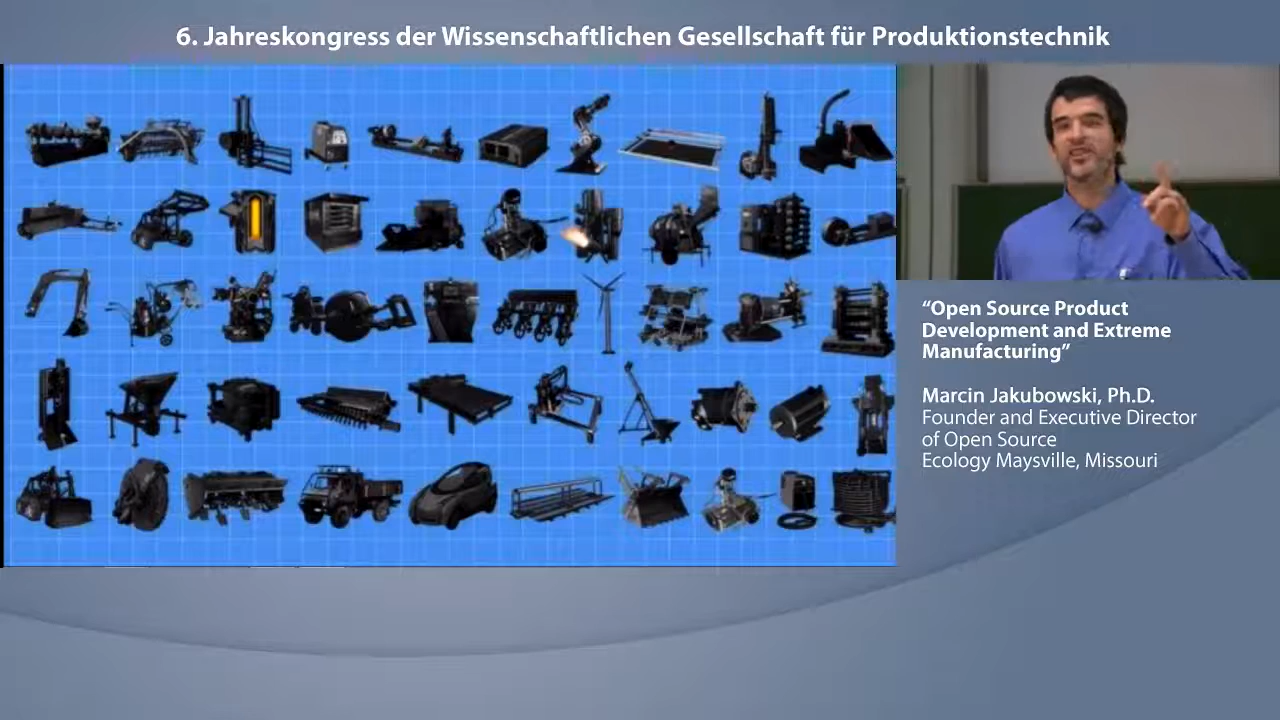 6. Jahreskongress der Wissenschaftlichen Gesellschaft für Produktionstechnik
“Open Source Product
Development and Extreme
Manufacturing”
Marcin Jakubowski, Ph.D.
Founder and Executive Director
of Open Source
Ecology Maysville, Missouri